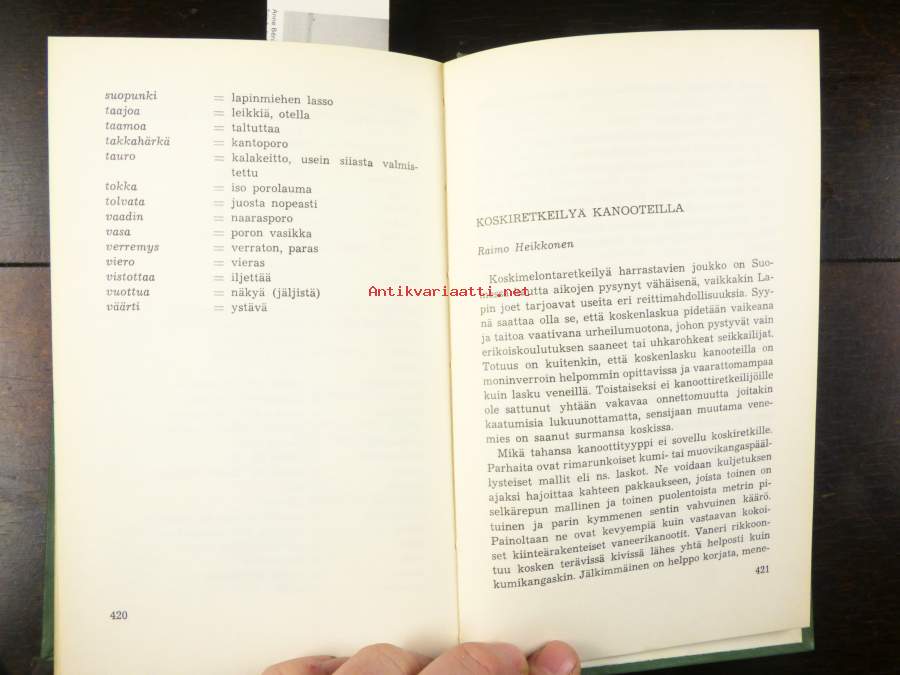 Anne Bero
suopunki = lapinmiehen lasso
taajoa = leikkiä, otella
taamoa = taltuttaa
takkahärkä = kantoporo
tauro = kalakeitto, usein siiasta valmis-
tettu
tokka = iso porolauma
tolvata = juosta nopeasti
vaadin = naarasporo
vasa = poron vasikka
verremys = verraton, paras
viero = vieras
vistottaa = iljettää
vuottua = näkyä (jäljistä)
väärti = ystävä
420
Antikvariaatti.net
KOSKIRETKEILYÄ KANOOTEILLA
Raimo Heikkonen
Koskimelontaretkeilyä harrastavien joukko on Suo-
messa kautta aikojen pysynyt vähäisenä, vaikkakin La-
pin joet tarjoavat useita eri reittimahdollisuuksia. Syy-
nä saattaa olla se, että koskenlaskua pidetään vaikeana
ja taitoa vaativana urheilumuotona, johon pystyvät vain
erikoiskoulutuksen saaneet tai uhkarohkeat seikkailijat.
Totuus on kuitenkin, että koskenlasku kanooteilla on
moninverroin helpommin opittavissa ja vaarattomampaa
kuin lasku veneillä. Toistaiseksi ei kanoottiretkeilijöille
ole sattunut yhtään vakavaa onnettomuutta joitakin
kaatumisia lukuunottamatta, sensijaan muutama vene-
mies on saanut surmansa koskissa.
Mikä tahansa kanoottityyppi ei sovellu koskiretkille.
Parhaita ovat rimarunkoiset kumi- tai muovikangaspääl-
lysteiset mallit eli ns. laskot. Ne voidaan kuljetuksen
ajaksi hajoittaa kahteen pakkaukseen, joista toinen on
selkärepun mallinen ja toinen puolentoista metrin pi-
tuinen ja parin kymmenen sentin vahvuinen käärö.
Painoltaan ne ovat kevyempiä kuin vastaavan kokoi-
set kiinteärakenteiset vaneerikanootit. Vaneri rikkoon-
tuu kosken terävissä kivissä lähes yhtä helposti kuin
kumikangaskin. Jälkimmäinen on helppo korjata, mene-
421